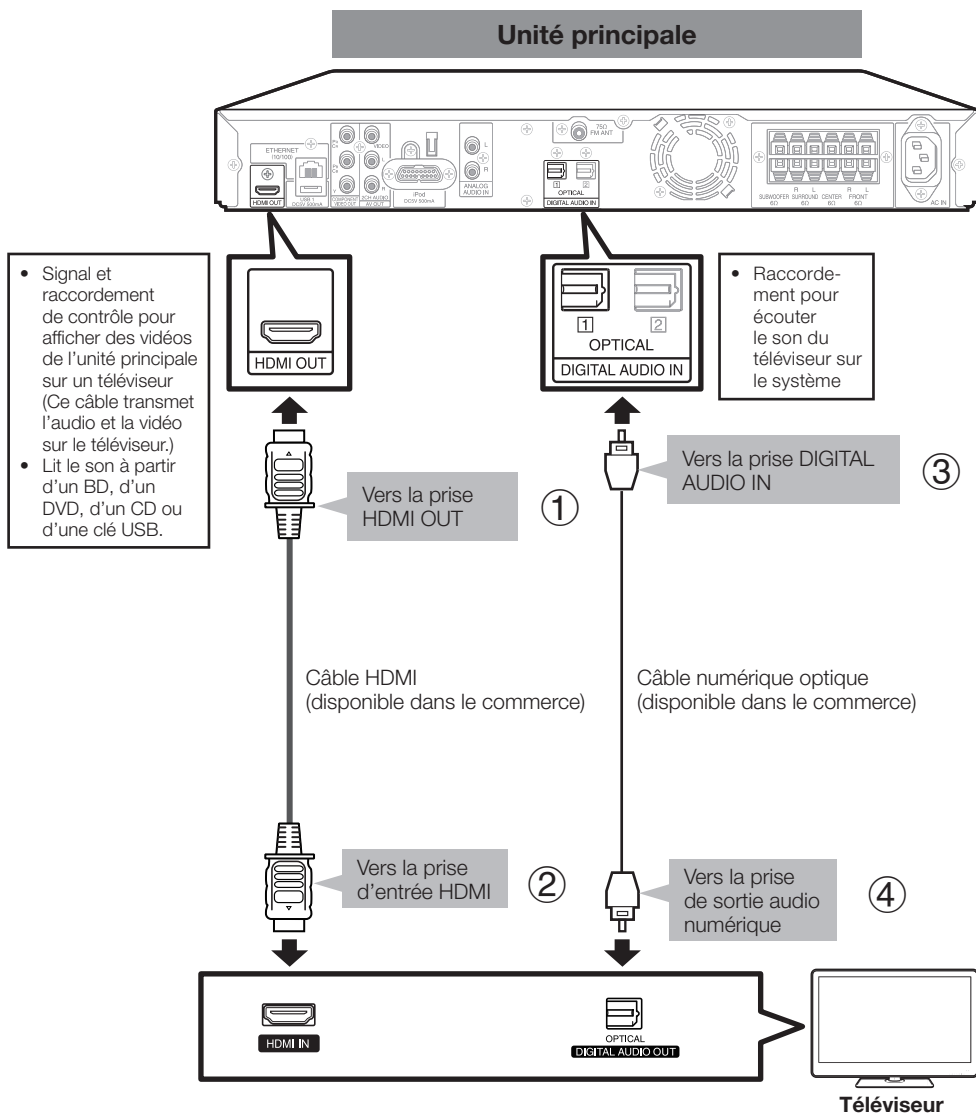 Unité principale
ETHERNET
(10/100)
HDMI OUT
USB 1
DC5V 500mA
COMPONENT
VIDEO OUT
VIDEO
L
R
2CH AUDIO
AV OUT
iPod
DC5V 500mA
L
R
ANALOG
AUDIO IN
75Ω
FM ANT
1
2
OPTICAL
DIGITAL AUDIO IN
R L R L
SUBWOOFER SURROUND CENTER FRONT
6Ω 6Ω 6Ω 6Ω
AC IN
• Signal et
raccordement
de contrôle pour
afficher des vidéos
de l'unité principale
sur un téléviseur
(Ce câble transmet
l'audio et la vidéo
sur le téléviseur.)
• Lit le son à partir
d'un BD, d'un
DVD, d'un CD ou
d'une clé USB.
HDMI OUT
1
2
OPTICAL
DIGITAL AUDIO IN
• Raccorde-
ment pour
écouter
le son du
téléviseur sur
le système
Vers la prise
HDMI OUT
①
Vers la prise DIGITAL
AUDIO IN
③
Câble HDMI
(disponible dans le commerce)
Câble numérique optique
(disponible dans le commerce)
Vers la prise
d'entrée HDMI
②
Vers la prise
de sortie audio
numérique
④
HDMI IN
OPTICAL
DIGITAL AUDIO OUT
Téléviseur